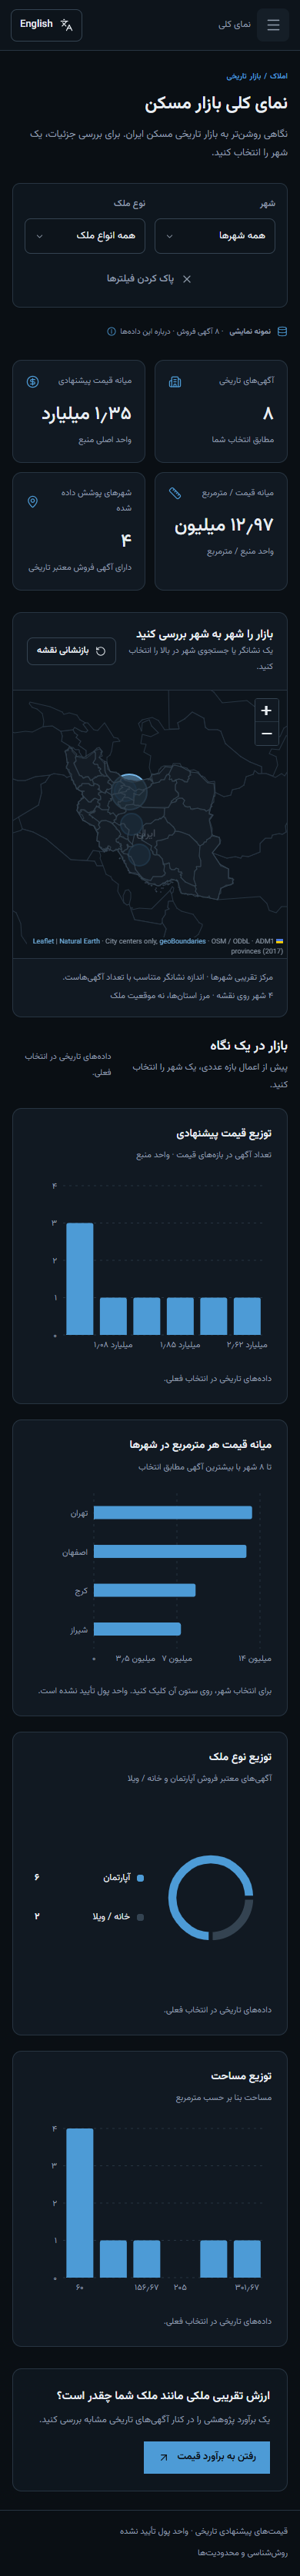 نمای کلی
English
املاک / بازار تاریخی
نمای کلی بازار مسکن
نگاهی روشن‌تر به بازار تاریخی مسکن ایران. برای بررسی جزئیات، یک
شهر را انتخاب کنید.
شهر
نوع ملک
همه شهرها
همه انواع ملک
پاک کردن فیلترها
نمونه نمایشی · ۸ آگهی فروش · درباره این داده‌ها
آگهی‌های تاریخی
۸
مطابق انتخاب شما
میانه قیمت پیشنهادی
۱٫۳۵ میلیارد
واحد اصلی منبع
میانه قیمت / مترمربع
۱۲٫۹۷ میلیون
واحد منبع / مترمربع
شهرهای پوشش داده
شده
۴
دارای آگهی فروش معتبر تاریخی
بازار را شهر به شهر بررسی کنید
یک نشانگر یا جستجوی شهر در بالا را انتخاب
کنید.
بازنشانی نقشه
+
−
ایران
Leaflet | Natural Earth · City centers only, geoBoundaries · OSM / ODbL · ADM1
provinces (2017)
مرکز تقریبی شهرها · اندازه نشانگر متناسب با تعداد آگهی‌هاست.
۴ شهر روی نقشه · مرز استان‌ها، نه موقعیت ملک
بازار در یک نگاه
پیش از اعمال بازه عددی، یک شهر را انتخاب
کنید.
داده‌های تاریخی در انتخاب
فعلی.
توزیع قیمت پیشنهادی
تعداد آگهی در بازه‌های قیمت · واحد منبع
۴
۳
۲
۱
۰
۱٫۰۸ میلیارد
۱٫۸۵ میلیارد
۲٫۶۲ میلیارد
داده‌های تاریخی در انتخاب فعلی.
میانه قیمت هر مترمربع در شهرها
تا ۸ شهر با بیشترین آگهی مطابق انتخاب
تهران
اصفهان
کرج
شیراز
۰
۳٫۵ میلیون
۷ میلیون
۱۴ میلیون
برای انتخاب شهر، روی ستون آن کلیک کنید. واحد پول تأیید نشده است.
توزیع نوع ملک
آگهی‌های معتبر فروش آپارتمان و خانه / ویلا
آپارتمان
۶
خانه / ویلا
۲
داده‌های تاریخی در انتخاب فعلی.
توزیع مساحت
مساحت بنا بر حسب مترمربع
۴
۳
۲
۱
۰
۶۰
۱۵۶٫۶۷
۲۰۵
۳۰۱٫۶۷
داده‌های تاریخی در انتخاب فعلی.
ارزش تقریبی ملکی مانند ملک شما چقدر است؟
یک برآورد پژوهشی را در کنار آگهی‌های تاریخی مشابه بررسی کنید.
رفتن به برآورد قیمت
قیمت‌های پیشنهادی تاریخی · واحد پول تأیید نشده
روش‌شناسی و محدودیت‌ها